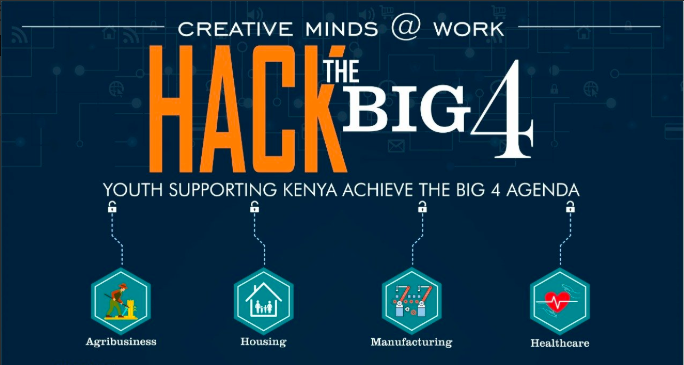 CREATIVE MINDS @ WORK
HACK THE
BIG 4
YOUTH SUPPORTING KENYA ACHIEVE THE BIG 4 AGENDA
Agribusiness Housing Manufacturing Healthcare